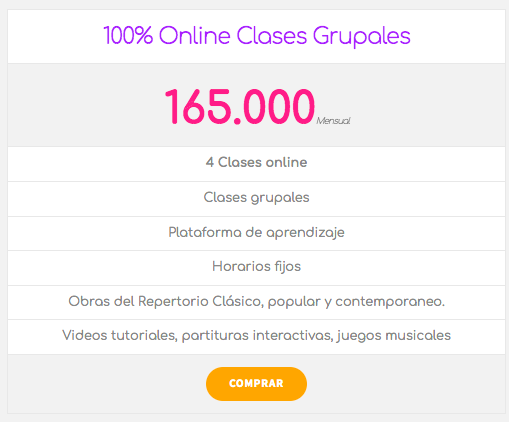 100% Online Clases Grupales
165.000 Mensual
4 Clases online
Clases grupales
Plataforma de aprendizaje
Horarios fijos
Obras del Repertorio Clásico, popular y contemporaneo.
Videos tutoriales, partituras interactivas, juegos musicales
COMPRAR